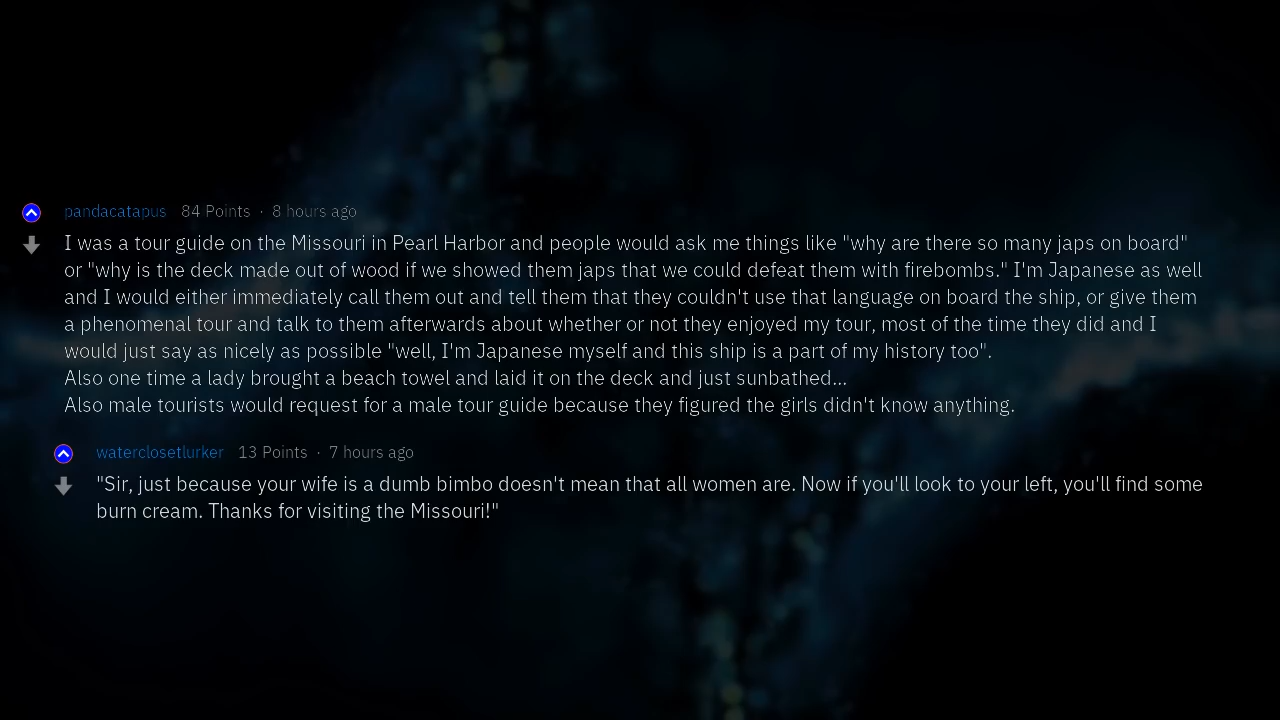 pandacatapus 84 Points · 8 hours ago
I was a tour guide on the Missouri in Pearl Harbor and people would ask me things like "why are there so many japs on board"
or "why is the deck made out of wood if we showed them japs that we could defeat them with firebombs." I'm Japanese as well
and I would either immediately call them out and tell them that they couldn't use that language on board the ship, or give them
a phenomenal tour and talk to them afterwards about whether or not they enjoyed my tour, most of the time they did and I
would just say as nicely as possible "well, I'm Japanese myself and this ship is a part of my history too".
Also one time a lady brought a beach towel and laid it on the deck and just sunbathed...
Also male tourists would request for a male tour guide because they figured the girls didn't know anything.
waterclosetlurker 13 Points · 7 hours ago
"Sir, just because your wife is a dumb bimbo doesn't mean that all women are. Now if you'll look to your left, you'll find some
burn cream. Thanks for visiting the Missouri!"